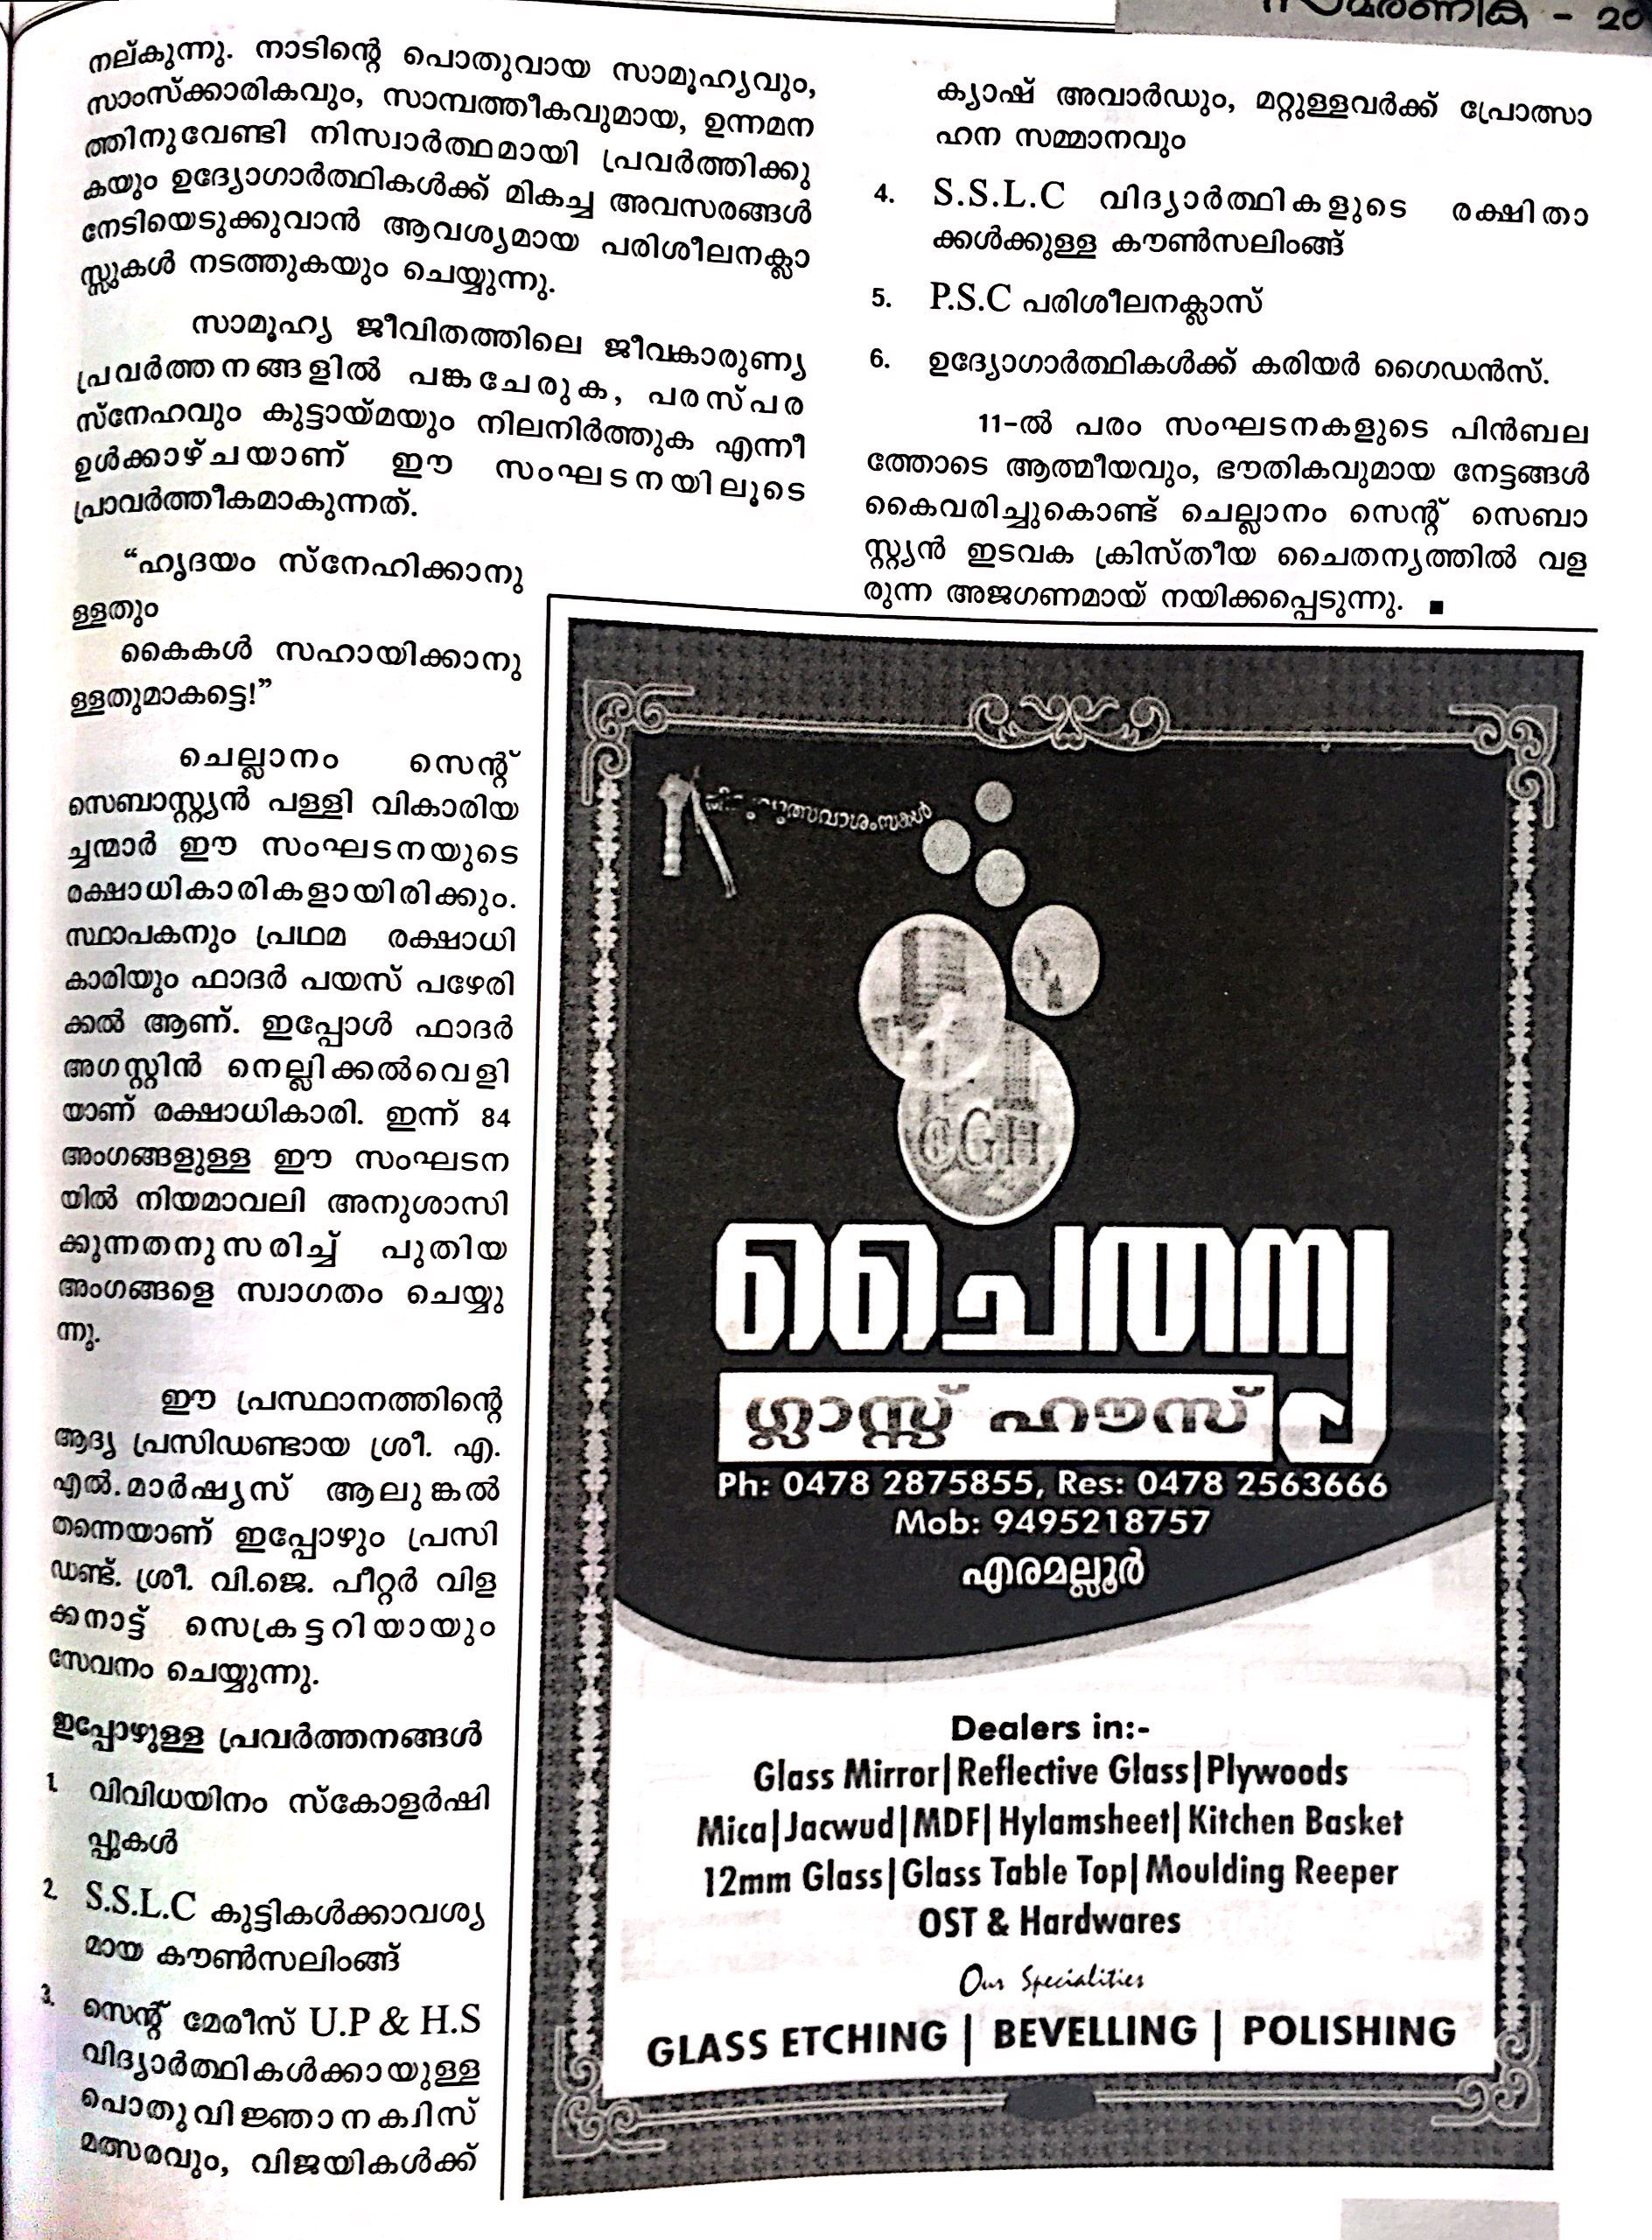 സ്മരണിക - 20
നല്കുന്നു. നാടിന്റെ പൊതുവായ സാമൂഹ്യവും,
സാംസ്ക്കാരികവും, സാമ്പത്തീകവുമായ, ഉന്നമന
ത്തിനുവേണ്ടി നിസ്വാർത്ഥമായി പ്രവർത്തിക്കു
കയും ഉദ്യോഗാർത്ഥികൾക്ക് മികച്ച അവസരങ്ങൾ
നേടിയെടുക്കുവാൻ ആവശ്യമായ പരിശീലനക്ലാ
സ്സുകൾ നടത്തുകയും ചെയ്യുന്നു.
സാമൂഹ്യ ജീവിതത്തിലെ ജീവകാരുണ്യ
പ്രവർത്തനങ്ങളിൽ പങ്കചേരുക, പരസ്പര
സ്നേഹവും കുട്ടായ്മയും നിലനിർത്തുക എന്നീ
ഉൾക്കാഴ്ചയാണ് ഈ സംഘടനയിലൂടെ
പ്രാവർത്തീകമാകുന്നത്.
“ഹൃദയം സ്നേഹിക്കാനു
ള്ളതും
കൈകൾ സഹായിക്കാനു
ള്ളതുമാകട്ടെ!”
ചെല്ലാനം സെന്റ്
സെബാസ്റ്റ്യൻ പള്ളി വികാരിയ
ച്ചന്മാർ ഈ സംഘടനയുടെ
രക്ഷാധികാരികളായിരിക്കും.
സ്ഥാപകനും പ്രഥമ രക്ഷാധി
കാരിയും ഫാദർ പയസ് പഴേരി
ക്കൽ ആണ്. ഇപ്പോൾ ഫാദർ
അഗസ്റ്റിൻ നെല്ലിക്കൽവെളി
യാണ് രക്ഷാധികാരി. ഇന്ന് 84
അംഗങ്ങളുള്ള ഈ സംഘടന
യിൽ നിയമാവലി അനുശാസി
ക്കുന്നതനുസരിച്ച് പുതിയ
അംഗങ്ങളെ സ്വാഗതം ചെയ്യു
ന്നു.
ഈ പ്രസ്ഥാനത്തിന്റെ
ആദ്യ പ്രസിഡണ്ടായ ശ്രീ. എ.
എൽ.മാർഷ്യസ് ആലുങ്കൽ
തന്നെയാണ് ഇപ്പോഴും പ്രസി
ഡണ്ട്. ശ്രീ. വി.ജെ. പീറ്റർ വിള
ക്കനാട്ട് സെക്രട്ടറിയായും
സേവനം ചെയ്യുന്നു.
ഇപ്പോഴുള്ള പ്രവർത്തനങ്ങൾ
1. വിവിധയിനം സ്കോളർഷി
പ്പുകൾ
2. S.S.L.C കുട്ടികൾക്കാവശ്യ
മായ കൗൺസലിംങ്ങ്
3. സെന്റ് മേരീസ് U.P & H.S
വിദ്യാർത്ഥികൾക്കായുള്ള
പൊതുവിജ്ഞാനക്വിസ്
മത്സരവും, വിജയികൾക്ക്
ക്യാഷ് അവാർഡും, മറ്റുള്ളവർക്ക് പ്രോത്സാ
ഹന സമ്മാനവും
4. S.S.L.C വിദ്യാർത്ഥികളുടെ രക്ഷിതാ
ക്കൾക്കുള്ള കൗൺസലിംങ്ങ്
5. P.S.C പരിശീലനക്ലാസ്
6. ഉദ്യോഗാർത്ഥികൾക്ക് കരിയർ ഗൈഡൻസ്.
11-ൽ പരം സംഘടനകളുടെ പിൻബല
ത്തോടെ ആത്മീയവും, ഭൗതികവുമായ നേട്ടങ്ങൾ
കൈവരിച്ചുകൊണ്ട് ചെല്ലാനം സെന്റ് സെബാ
സ്റ്റ്യൻ ഇടവക ക്രിസ്തീയ ചൈതന്യത്തിൽ വള
രുന്ന അജഗണമായ് നയിക്കപ്പെടുന്നു.
CGH
ചൈതന്യ
ഗ്ലാസ്സ് ഹൗസ്
Ph: 0478 2875855, Res: 0478 2563666
Mob: 9495218757
എരമല്ലൂർ
Dealers in:-
Glass Mirror|Reflective Glass|Plywoods
Mica|Jacwud|MDF|Hylamsheet|Kitchen Basket
12mm Glass|Glass Table Top|Moulding Reeper
OST & Hardwares
Our Specialities
GLASS ETCHING | BEVELLING | POLISHING